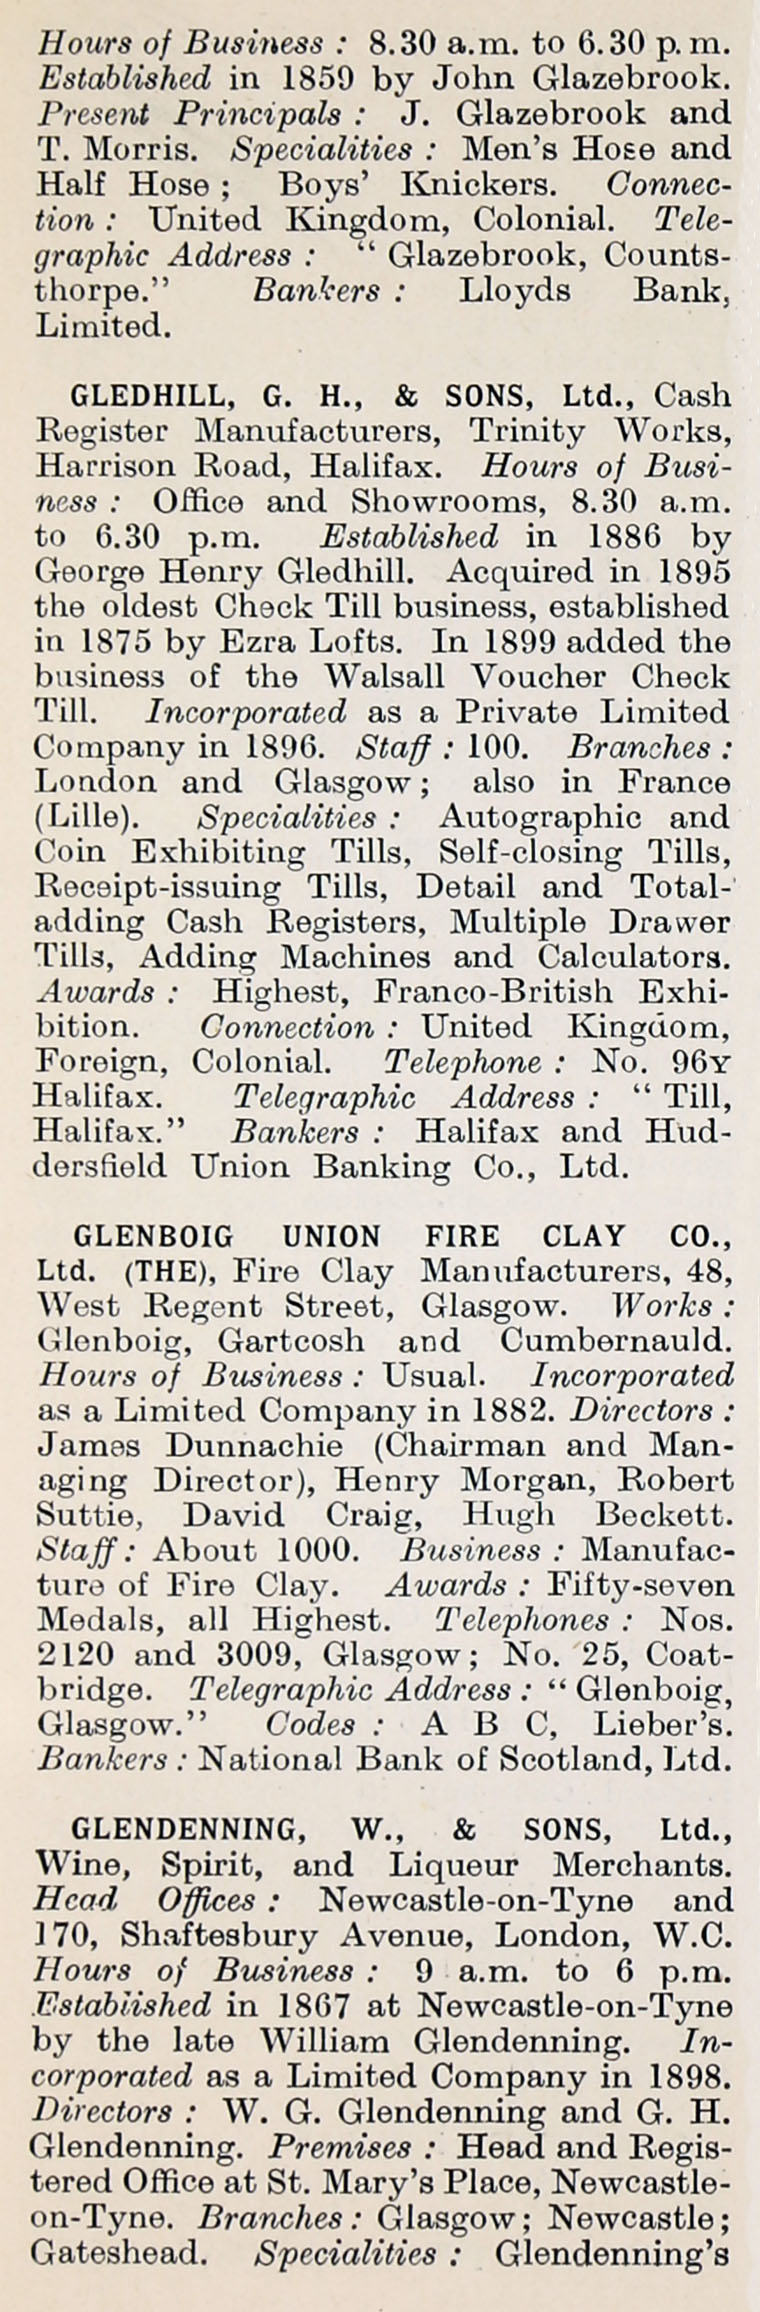 Hours of Business : 8.30 a.m. to 6.30 p.m.
Established in 1859 by John Glazebrook.
Present Principals : J. Glazebrook and
T. Morris. Specialities : Men's Hose and
Half Hose ; Boys' Knickers. Connec-
tion : United Kingdom, Colonial. Tele-
graphic Address : “ Glazebrook, Counts-
thorpe.” Bankers : Lloyds Bank,
Limited.
GLEDHILL, G. H., & SONS, Ltd., Cash
Register Manufacturers, Trinity Works,
Harrison Road, Halifax. Hours of Busi-
ness : Office and Showrooms, 8.30 a.m.
to 6.30 p.m. Established in 1886 by
George Henry Gledhill. Acquired in 1895
the oldest Check Till business, established
in 1875 by Ezra Lofts. In 1899 added the
business of the Walsall Voucher Check
Till. Incorporated as a Private Limited
Company in 1896. Staff : 100. Branches :
London and Glasgow ; also in France
(Lille). Specialities : Autographic and
Coin Exhibiting Tills, Self-closing Tills,
Receipt-issuing Tills, Detail and Total-
adding Cash Registers, Multiple Drawer
Tills, Adding Machines and Calculators.
Awards : Highest, Franco-British Exhi-
bition. Connection : United Kingdom,
Foreign, Colonial. Telephone : No. 96Y
Halifax. Telegraphic Address : “ Till,
Halifax.” Bankers : Halifax and Hud-
dersfield Union Banking Co., Ltd.
GLENBOIG UNION FIRE CLAY CO.,
Ltd. (THE), Fire Clay Manufacturers, 48,
West Regent Street, Glasgow. Works :
Glenboig, Gartcosh and Cumbernauld.
Hours of Business : Usual. Incorporated
as a Limited Company in 1882. Directors :
James Dunnachie (Chairman and Man-
aging Director), Henry Morgan, Robert
Suttie, David Craig, Hugh Beckett.
Staff : About 1000. Business : Manufac-
ture of Fire Clay. Awards : Fifty-seven
Medals, all Highest. Telephones : Nos.
2120 and 3009, Glasgow ; No. 25, Coat-
bridge. Telegraphic Address : “ Glenboig,
Glasgow.” Codes : A B C, Lieber's.
Bankers : National Bank of Scotland, Ltd.
GLENDENNING, W., & SONS, Ltd.,
Wine, Spirit, and Liqueur Merchants.
Head Offices : Newcastle-on-Tyne and
170, Shaftesbury Avenue, London, W.C.
Hours of Business : 9 a.m. to 6 p.m.
Established in 1867 at Newcastle-on-Tyne
by the late William Glendenning. In-
corporated as a Limited Company in 1898.
Directors : W. G. Glendenning and G. H.
Glendenning. Premises : Head and Regis-
tered Office at St. Mary's Place, Newcastle-
on-Tyne. Branches : Glasgow ; Newcastle ;
Gateshead. Specialities : Glendenning's